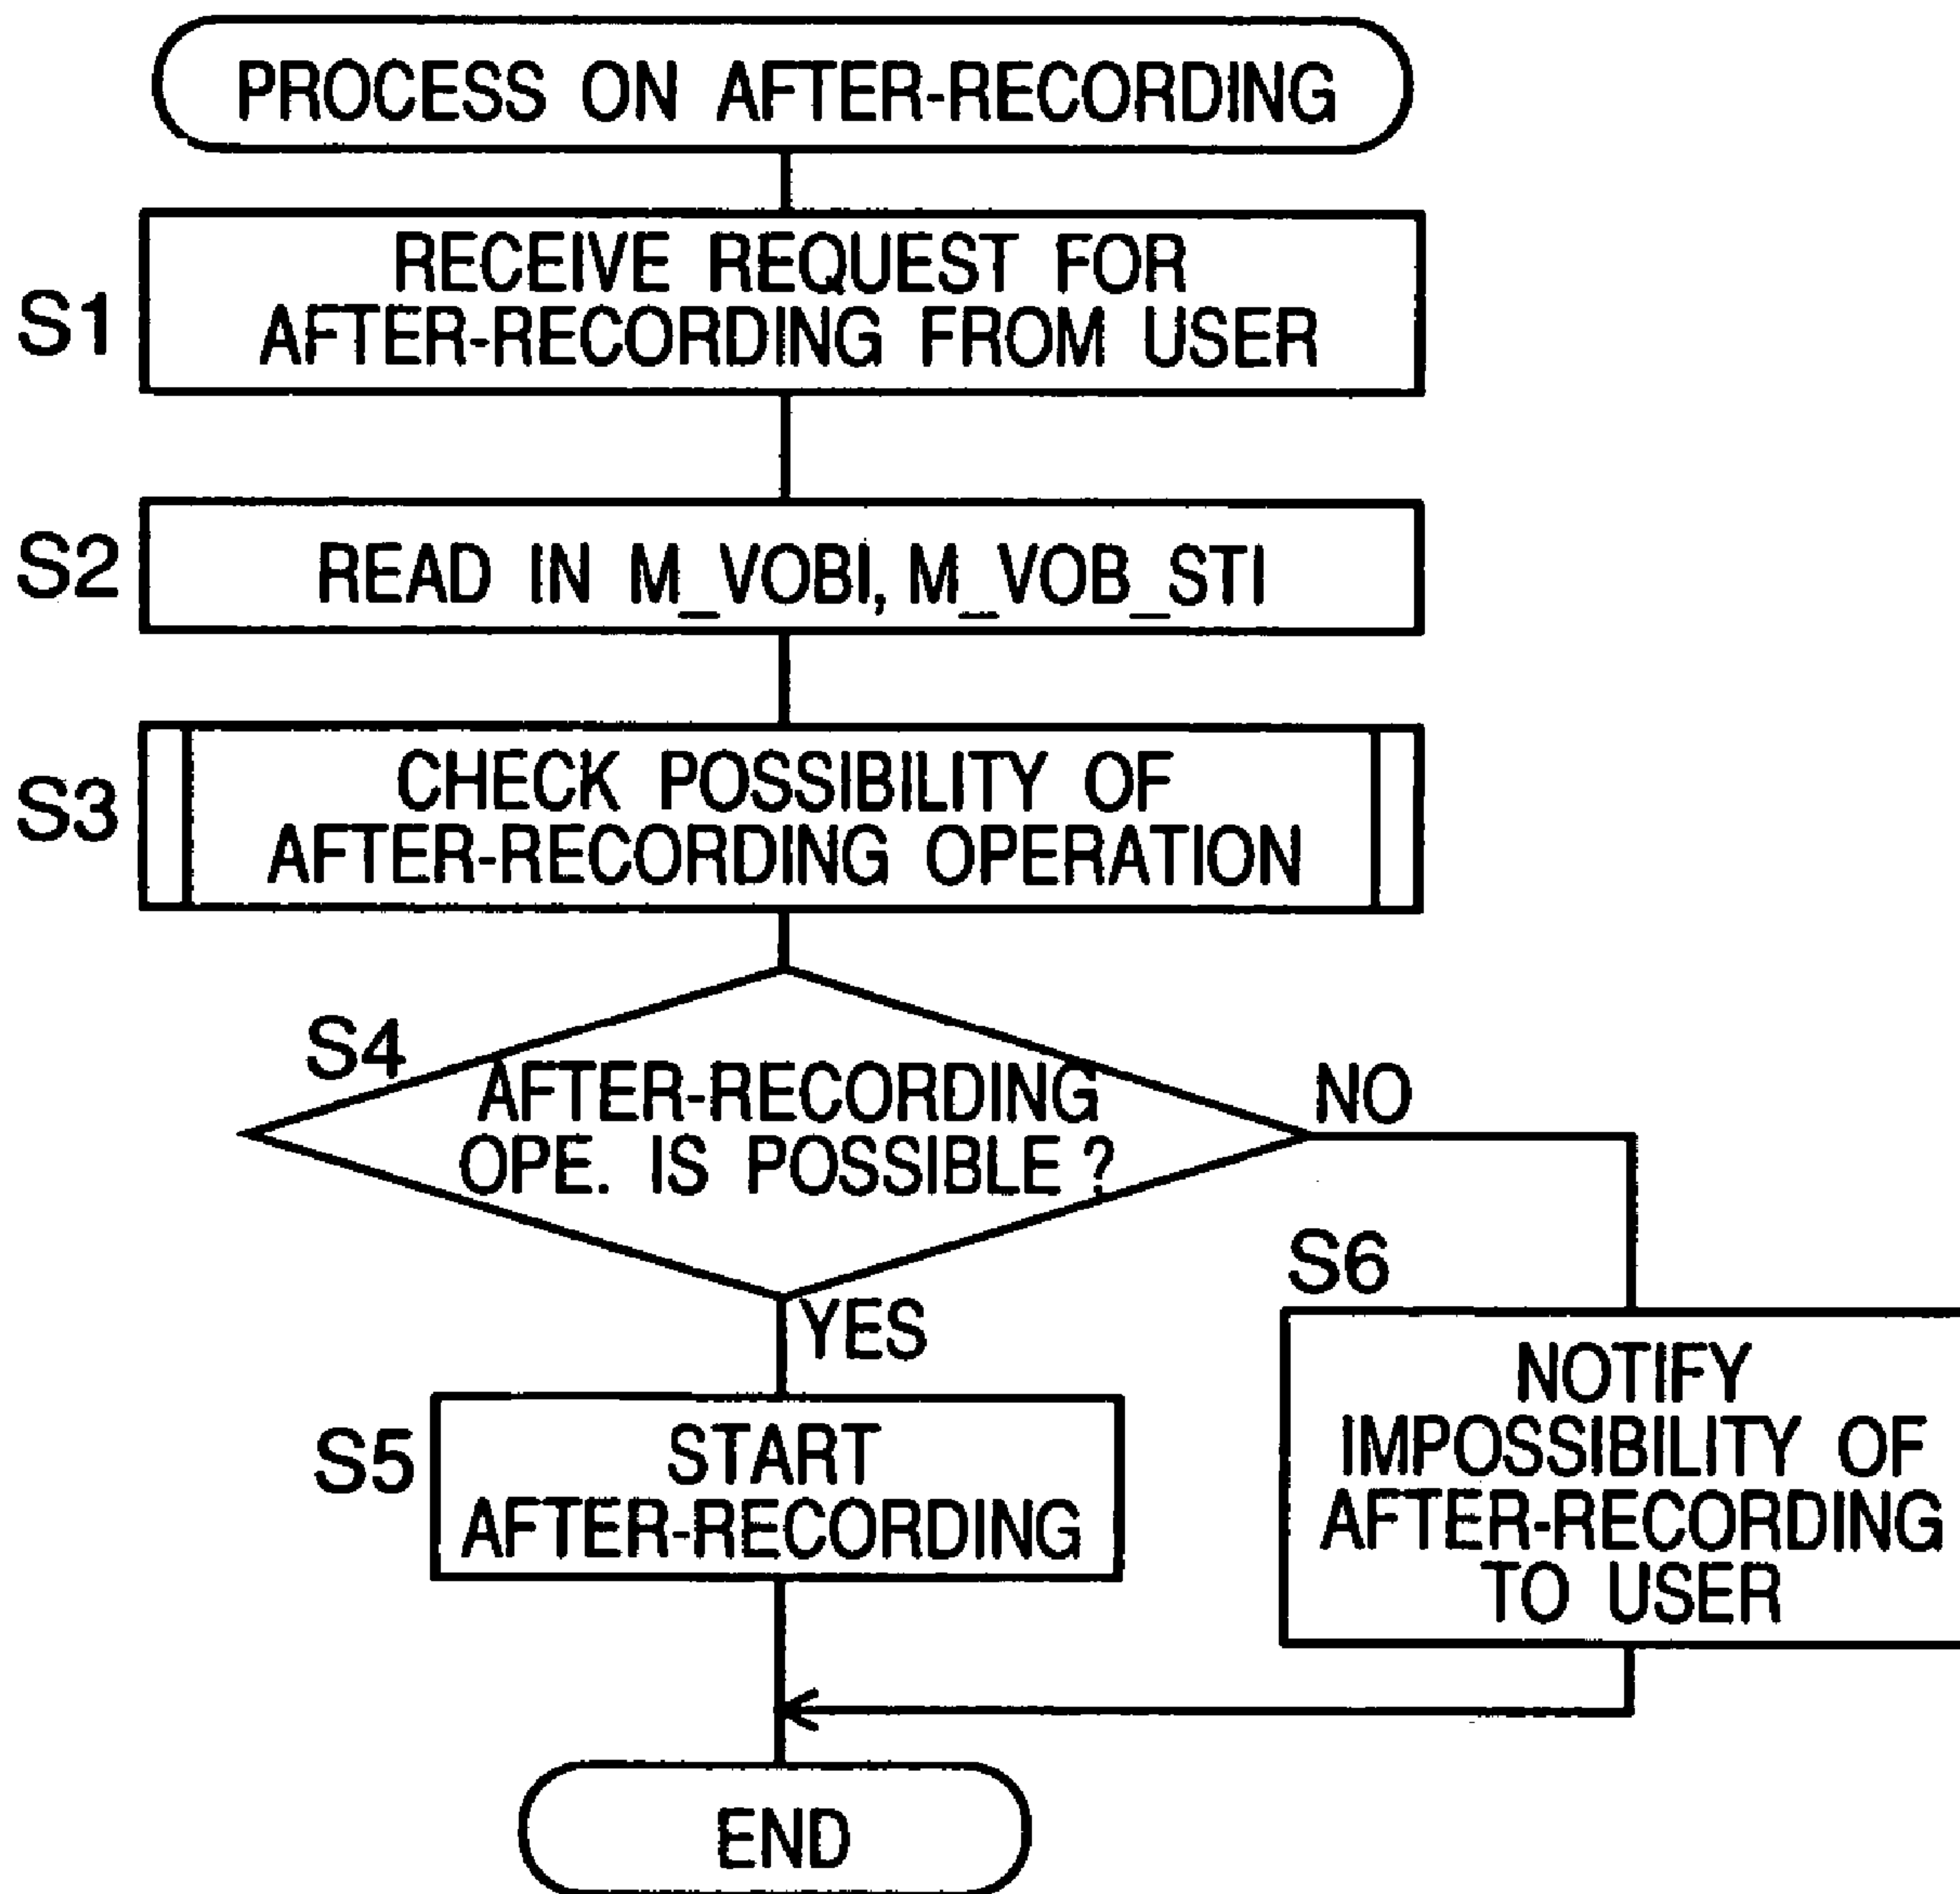 PROCESS ON AFTER-RECORDING
S1
RECEIVE REQUEST FOR
AFTER-RECORDING FROM USER
S2
READ IN M_VOBI, M_VOB_STI
S3
CHECK POSSIBILITY OF
AFTER-RECORDING OPERATION
S4
AFTER-RECORDING
OPE. IS POSSIBLE ?
NO
YES
S5
START
AFTER-RECORDING
S6
NOTIFY
IMPOSSIBILITY OF
AFTER-RECORDING
TO USER
END